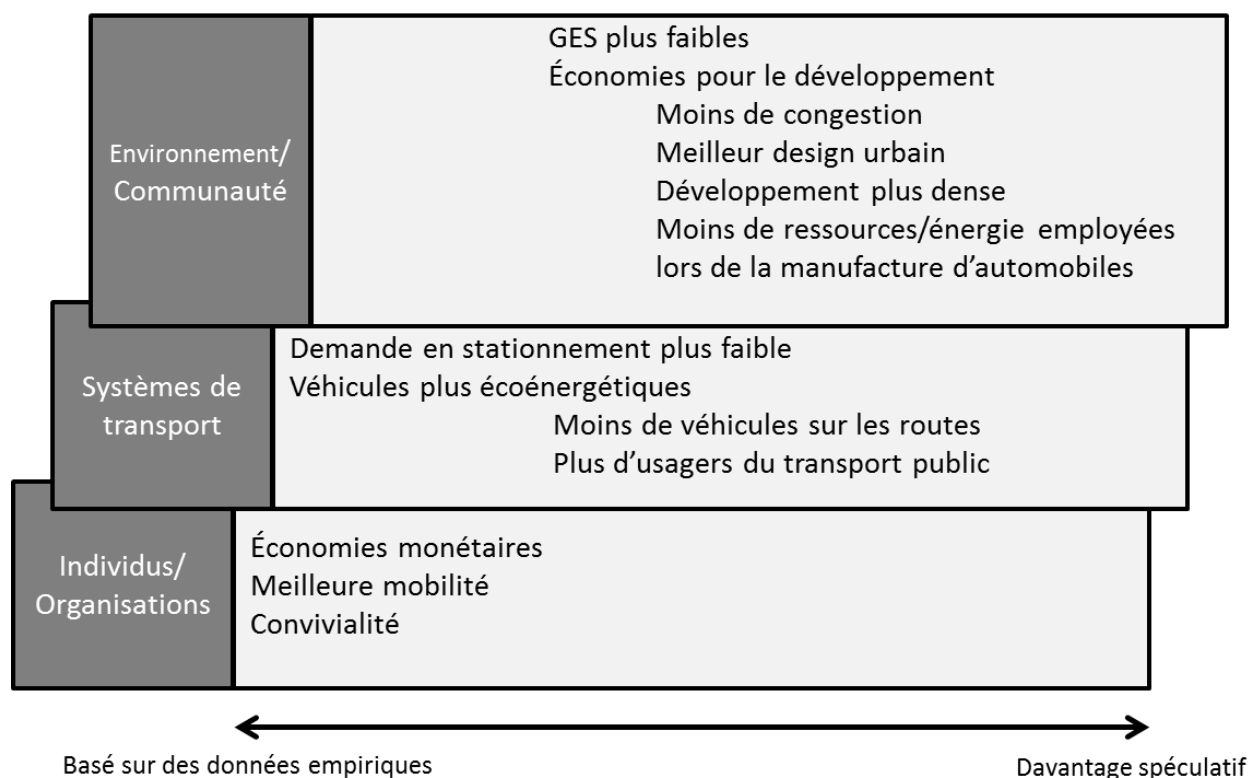 GES plus faibles
Économies pour le développement
Moins de congestion
Meilleur design urbain
Développement plus dense
Moins de ressources/énergie employées
lors de la manufacture d’automobiles
Environnement/
Communauté
Demande en stationnement plus faible
Véhicules plus écoénergétiques
Moins de véhicules sur les routes
Plus d’usagers du transport public
Systèmes de
transport
Économies monétaires
Meilleure mobilité
Convivialité
Individus/
Organisations
Basé sur des données empiriques
Davantage spéculatif